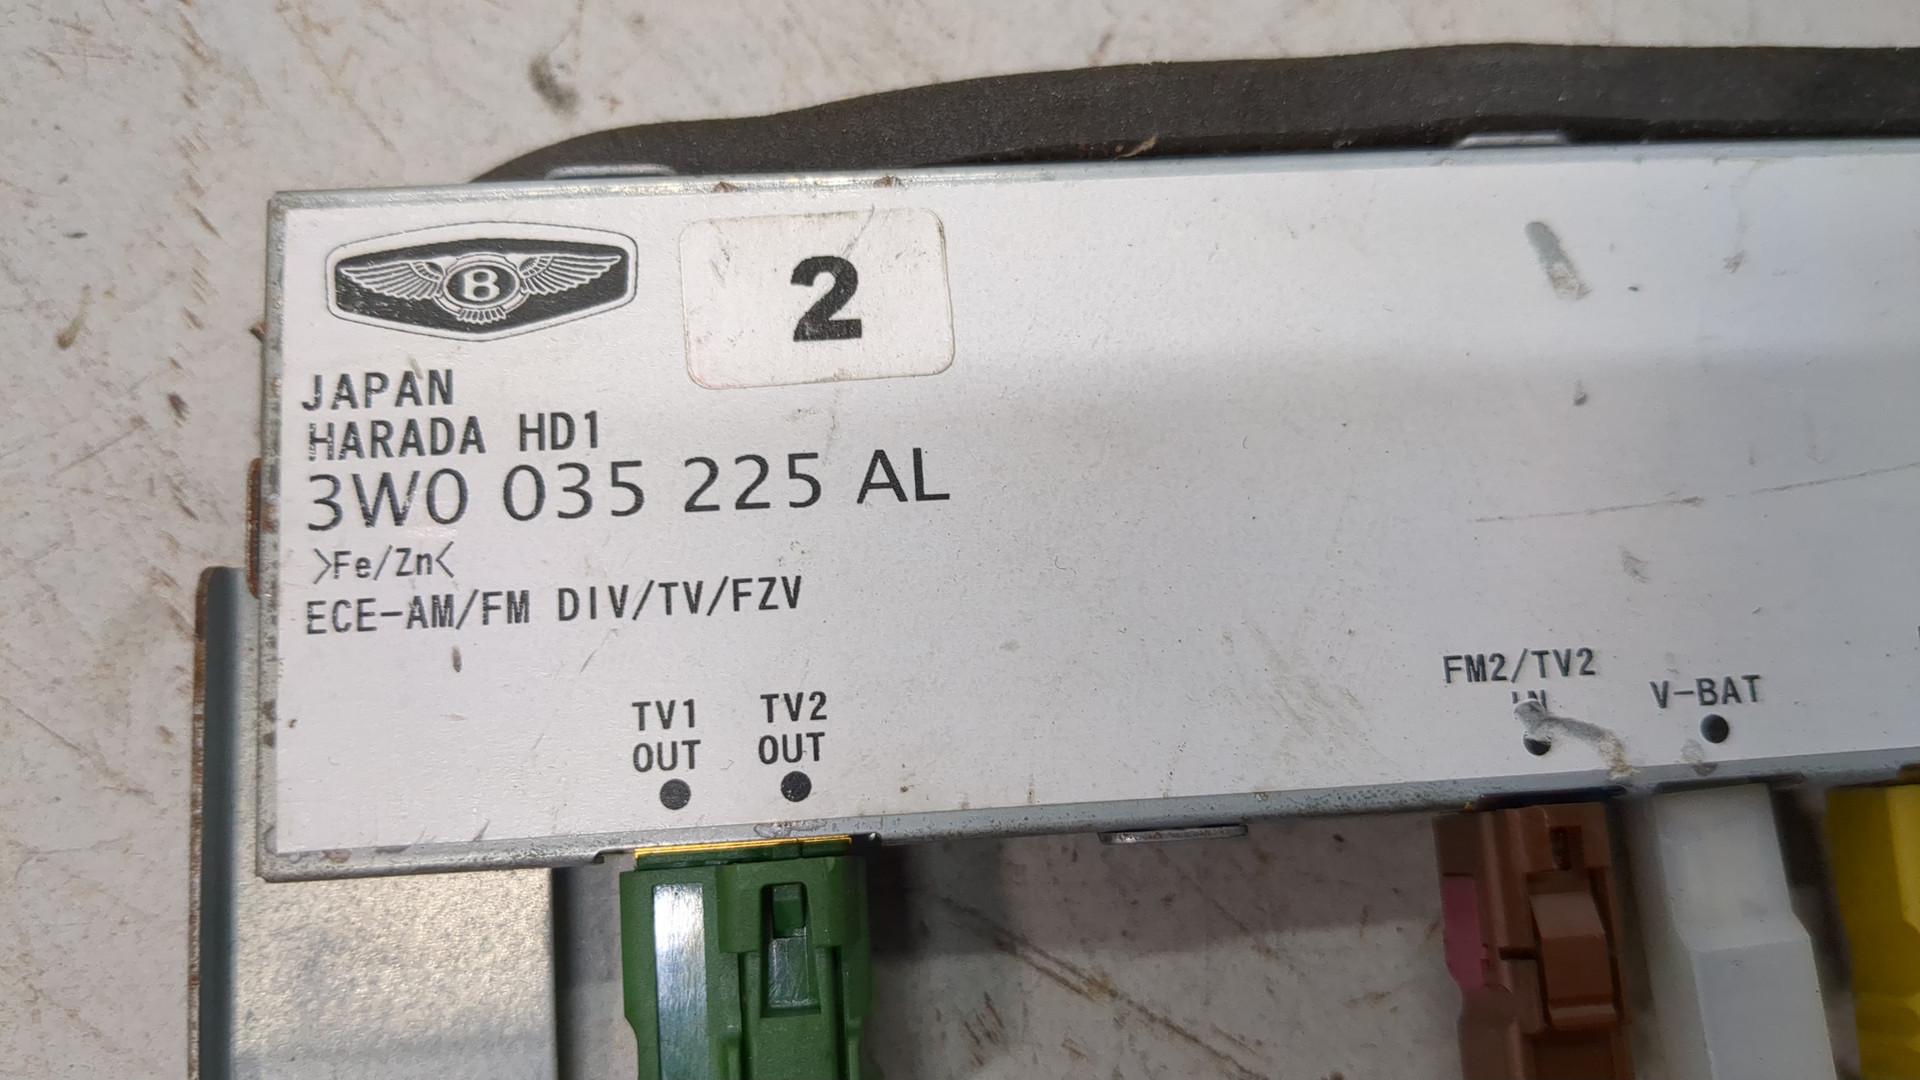 B
2
JAPAN
HARADA HD1
3W0 035 225 AL
>Fe/Zn<
ECE-AM/FM DIV/TV/FZV
TV1
OUT
TV2
OUT
FM2/TV2
IN
V-BAT